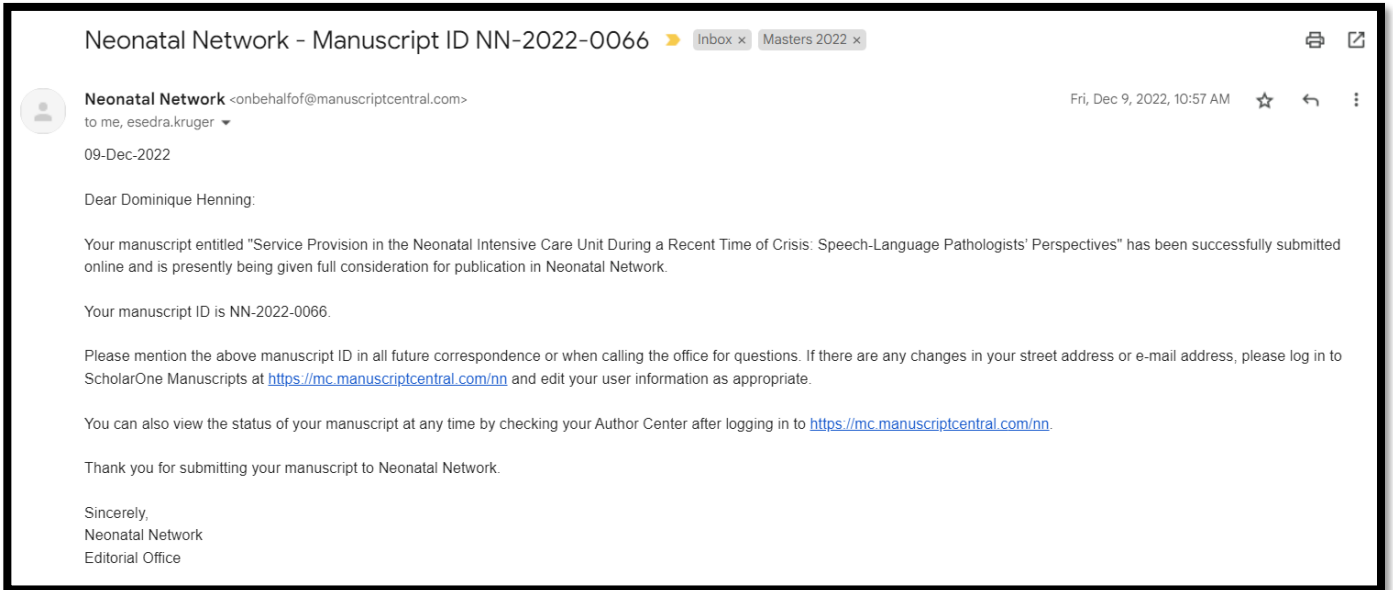 Neonatal Network - Manuscript ID NN-2022-0066 Inbox × Masters 2022 ×
Neonatal Network <onbehalfof@manuscriptcentral.com> Fri, Dec 9, 2022, 10:57 AM
to me, esedra.kruger
09-Dec-2022
Dear Dominique Henning:
Your manuscript entitled "Service Provision in the Neonatal Intensive Care Unit During a Recent Time of Crisis: Speech-Language Pathologists' Perspectives" has been successfully submitted
online and is presently being given full consideration for publication in Neonatal Network.
Your manuscript ID is NN-2022-0066.
Please mention the above manuscript ID in all future correspondence or when calling the office for questions. If there are any changes in your street address or e-mail address, please log in to
ScholarOne Manuscripts at https://mc.manuscriptcentral.com/nn and edit your user information as appropriate.
You can also view the status of your manuscript at any time by checking your Author Center after logging in to https://mc.manuscriptcentral.com/nn.
Thank you for submitting your manuscript to Neonatal Network.
Sincerely,
Neonatal Network
Editorial Office